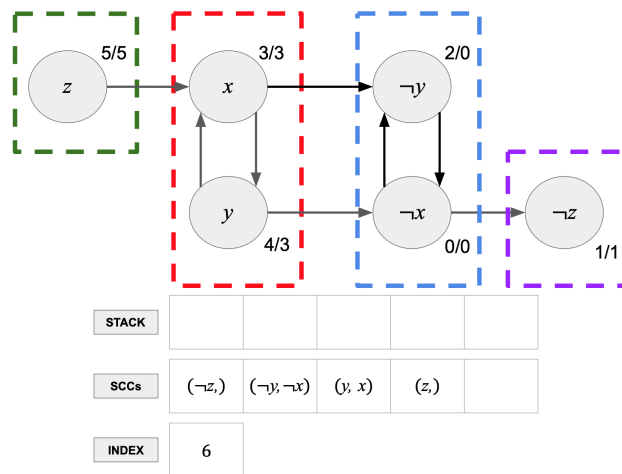 5/5
3/3
2/0
z
x
¬y
y
¬x
¬z
4/3
0/0
1/1
STACK
SCCs (¬z,) (¬y,¬x) (y, x) (z,)
INDEX 6